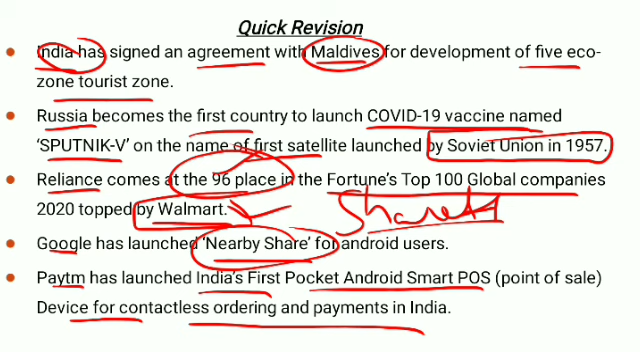 Quick Revision
• India has signed an agreement with Maldives for development of five eco-
zone tourist zone.
• Russia becomes the first country to launch COVID-19 vaccine named
‘SPUTNIK-V’ on the name of first satellite launched by Soviet Union in 1957.
• Reliance comes at the 96 place in the Fortune’s Top 100 Global companies
2020 topped by Walmart.
• Google has launched ‘Nearby Share’ for android users.
• Paytm has launched India’s First Pocket Android Smart POS (point of sale)
Device for contactless ordering and payments in India.